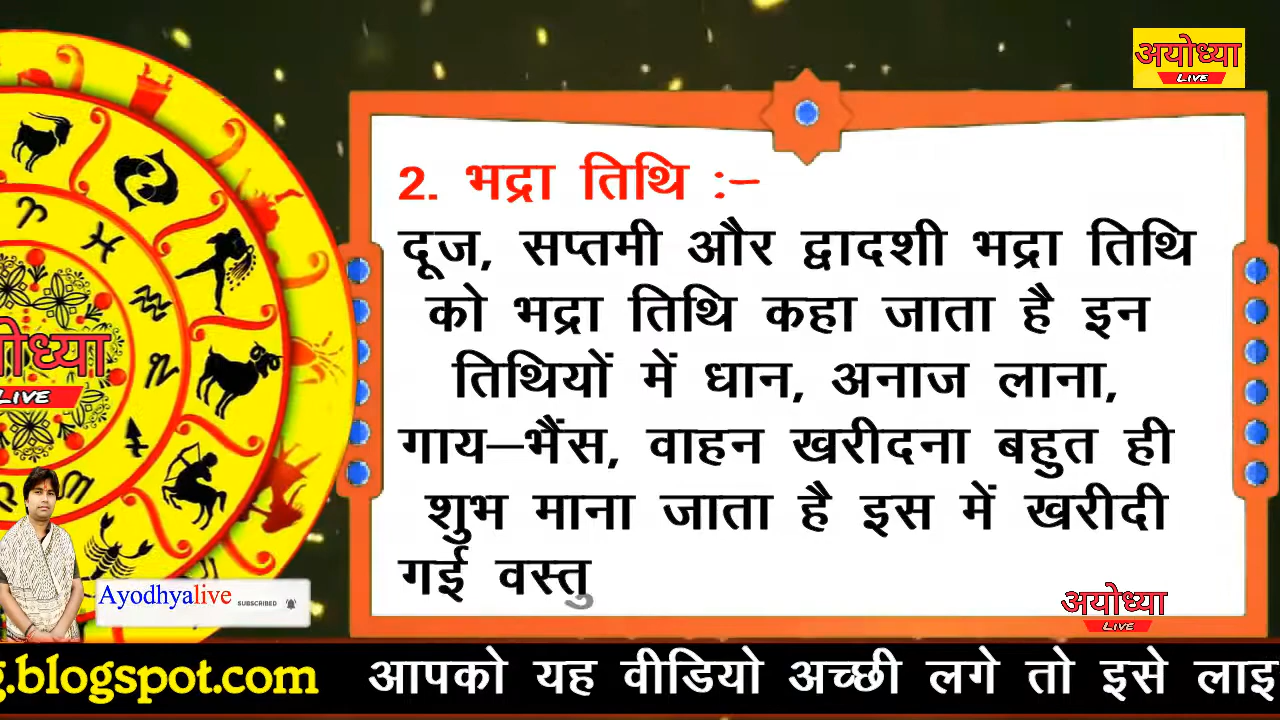 अयोध्या
LIVE
2. भद्रा तिथि :–
दूज, सप्तमी और द्वादशी भद्रा तिथि
को भद्रा तिथि कहा जाता है इन
तिथियों में धान, अनाज लाना,
गाय–भैंस, वाहन खरीदना बहुत ही
शुभ माना जाता है इस में खरीदी
गई वस्तु
योध्या
LIVE
Ayodhyalive
SUBSCRIBED
अयोध्या
LIVE
g.blogspot.com आपको यह वीडियो अच्छी लगे तो इसे लाइ